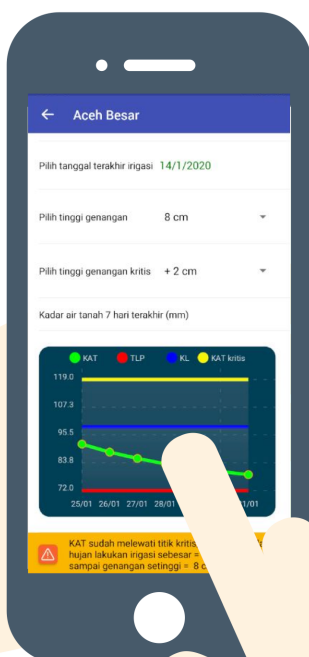 Aceh Besar
Pilih tanggal terakhir irigasi 14/1/2020
Pilih tinggi genangan 8 cm
Pilih tinggi genangan kritis + 2 cm
Kadar air tanah 7 hari terakhir (mm)
KAT TLP KL KAT kritis
119.0
107.3
95.5
83.8
72.0
25/01 26/01 27/01 28/01 /01
KAT sudah melewati titik kritis
hujan lakukan irigasi sebesar =
sampai genangan setinggi = 8